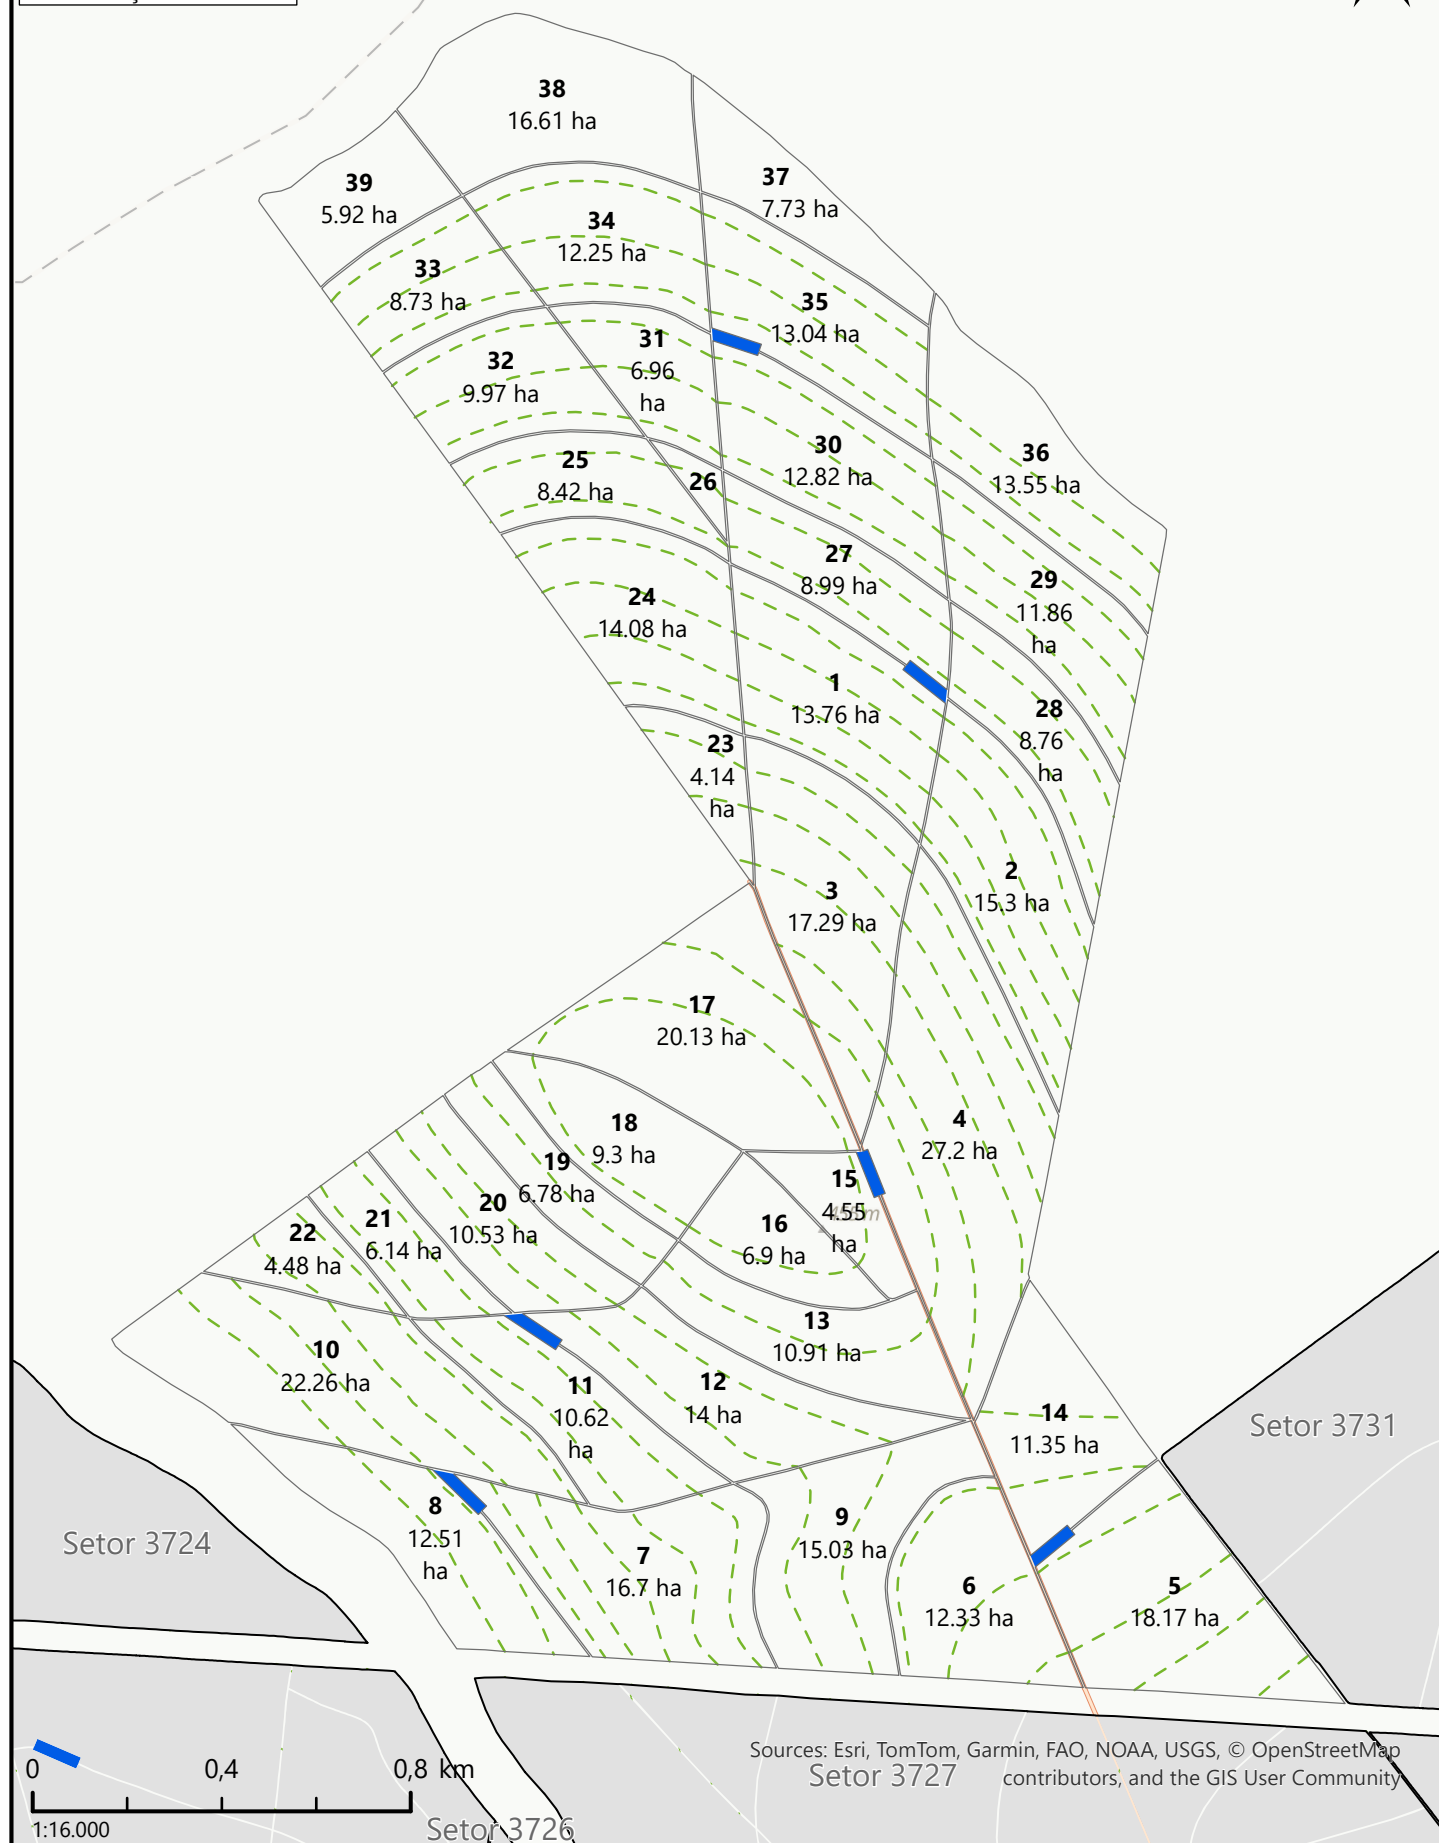 38
16.61 ha
37
7.73 ha
39
5.92 ha
34
12.25 ha
33
8.73 ha
35
13.04 ha
31
6.96
ha
32
9.97 ha
36
13.55 ha
30
12.82 ha
25
8.42 ha
26
27
8.99 ha
29
11.86
ha
24
14.08 ha
1
13.76 ha
28
8.76
ha
23
4.14
ha
2
15.3 ha
3
17.29 ha
17
20.13 ha
4
27.2 ha
18
9.3 ha
19
6.78 ha
15
4.55
ha
20
10.53 ha
21
6.14 ha
16
6.9 ha
22
4.48 ha
13
10.91 ha
10
22.26 ha
12
14 ha
11
10.62
ha
14
11.35 ha
Setor 3731
8
12.51
ha
9
15.03 ha
Setor 3724
7
16.7 ha
6
12.33 ha
5
18.17 ha
Sources: Esri, TomTom, Garmin, FAO, NOAA, USGS, © OpenStreetMap
contributors, and the GIS User Community
Setor 3727
0 0,4 0,8 km
1:16.000
Setor 3726